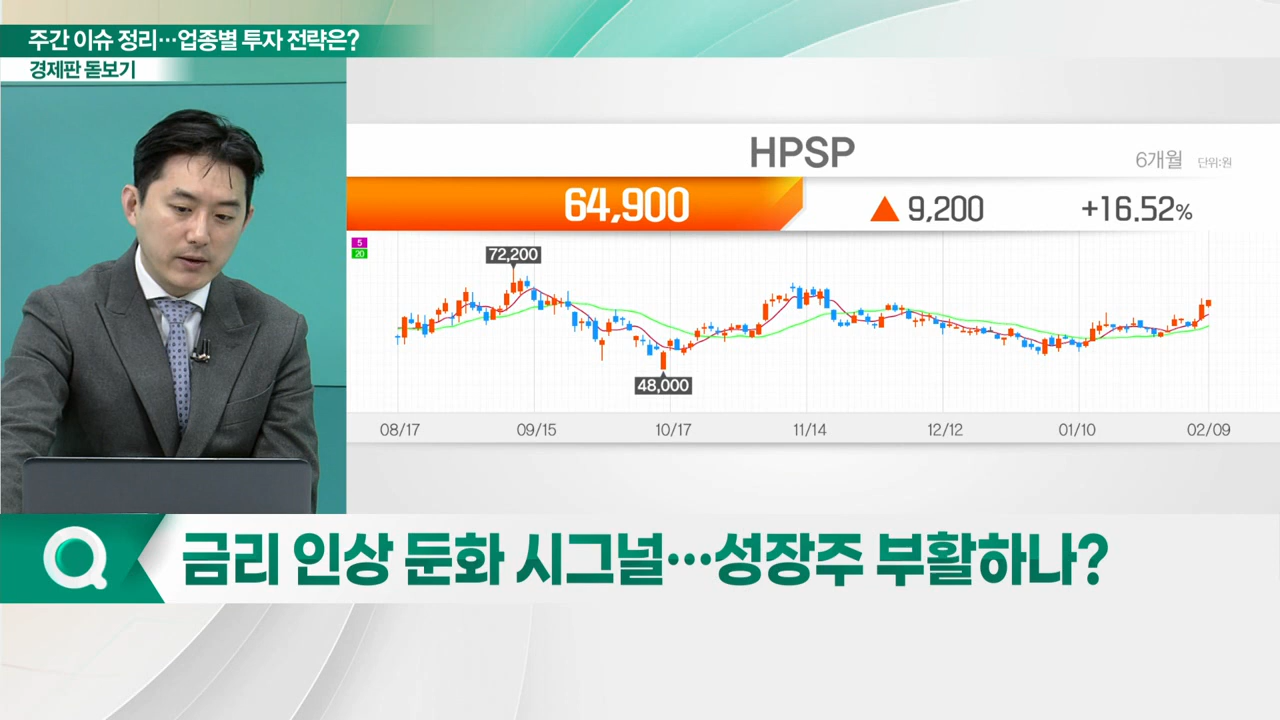 주간 이슈 정리…업종별 투자 전략은?
경제판 돋보기
HPSP
6개월 단위:원
64,900 ▲ 9,200 +16.52%
5
20
72,200
48,000
08/17 09/15 10/17 11/14 12/12 01/10 02/09
Q 금리 인상 둔화 시그널…성장주 부활하나?